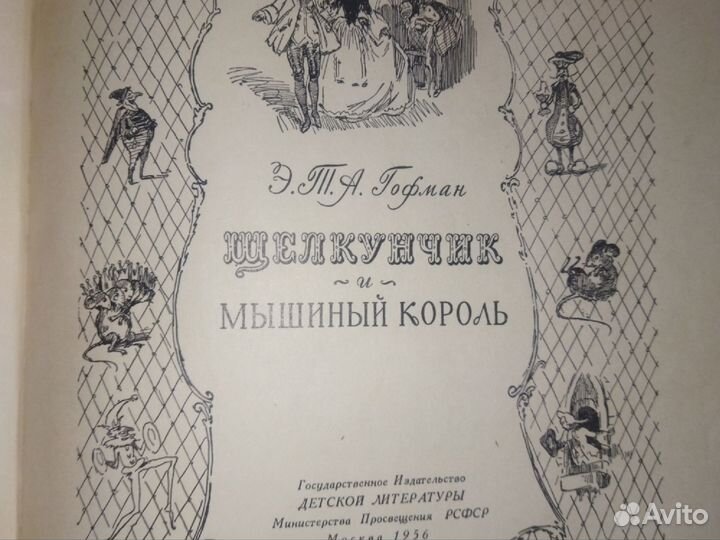 Э.Т.А. Гофман
ЩЕЛКУНЧИК
и
МЫШИНЫЙ КОРОЛЬ
Государственное Издательство
ДЕТСКОЙ ЛИТЕРАТУРЫ
Министерства Просвещения РСФСР
Москва 1956
Avito